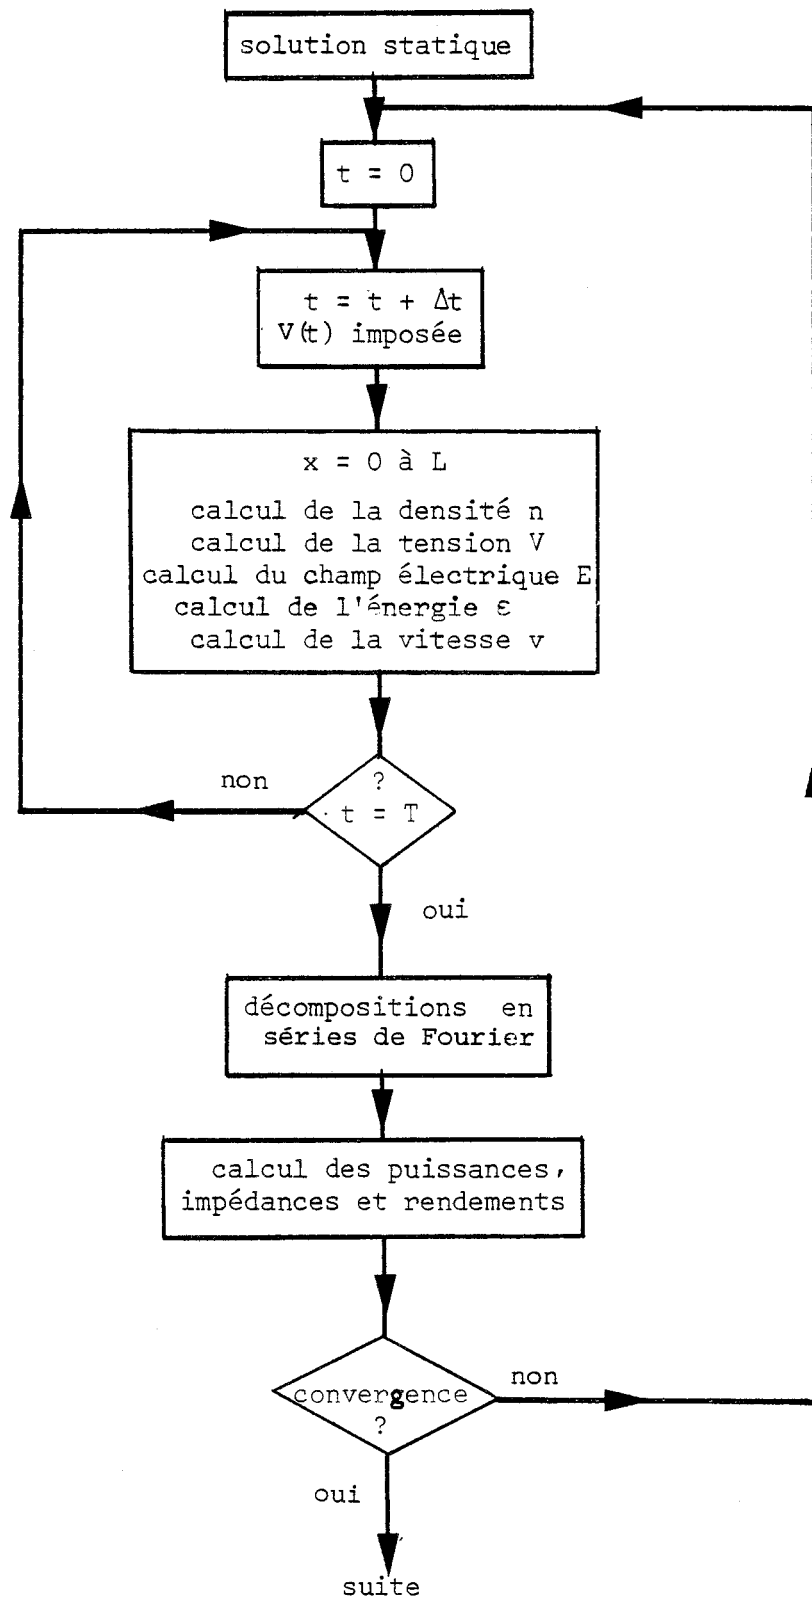 solution statique
t = 0
t = t + Δt
V(t) imposée
x = 0 à L
calcul de la densité n
calcul de la tension V
calcul du champ électrique E
calcul de l'énergie ε
calcul de la vitesse v
non
?
t = T
oui
décompositions en
séries de Fourier
calcul des puissances,
impédances et rendements
non
convergence
?
oui
suite